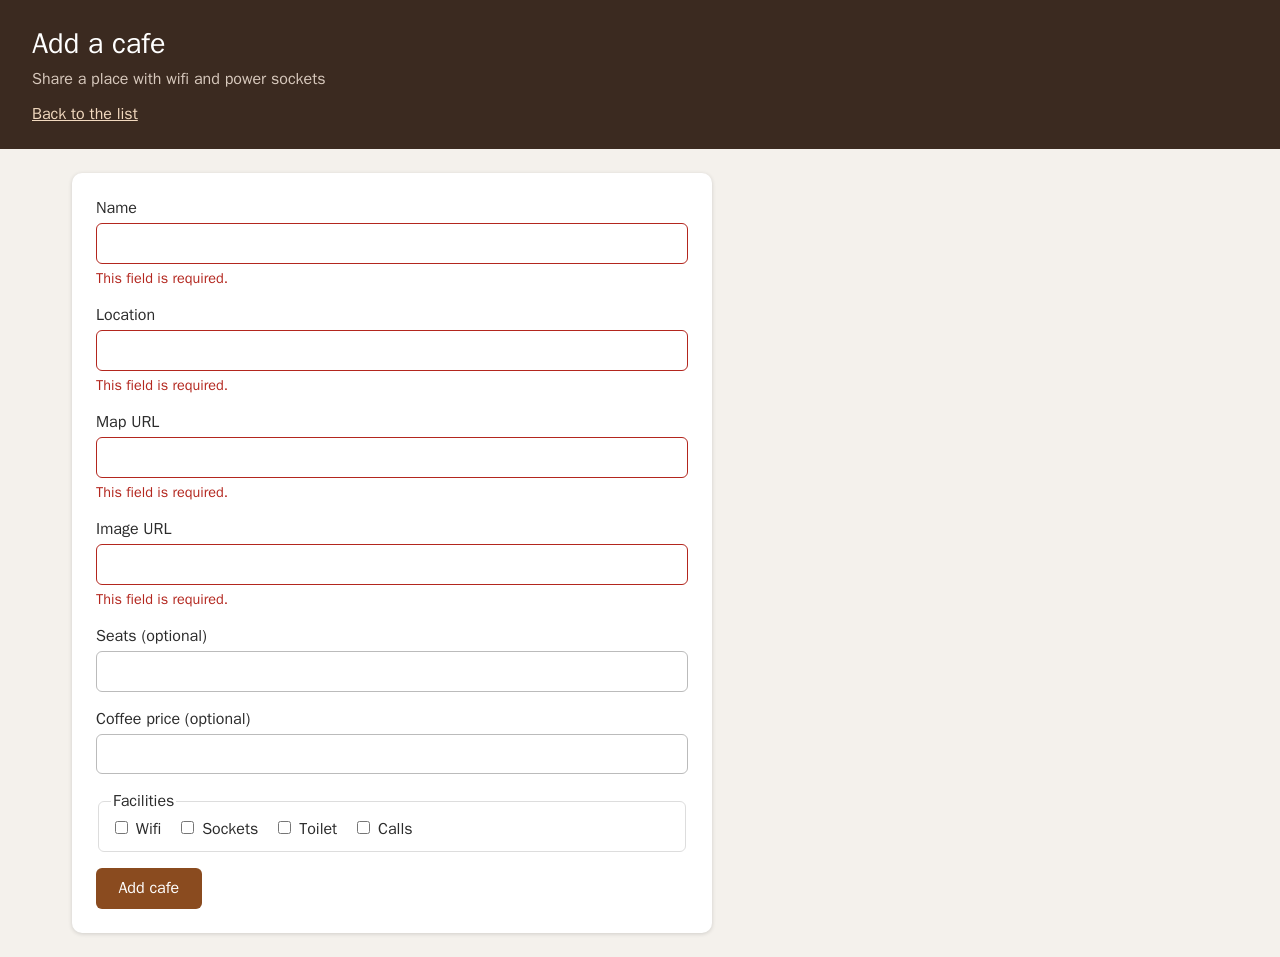 Add a cafe
Share a place with wifi and power sockets
Back to the list
Name
This field is required.
Location
This field is required.
Map URL
This field is required.
Image URL
This field is required.
Seats (optional)
Coffee price (optional)
Facilities
Wifi Sockets Toilet Calls
Add cafe